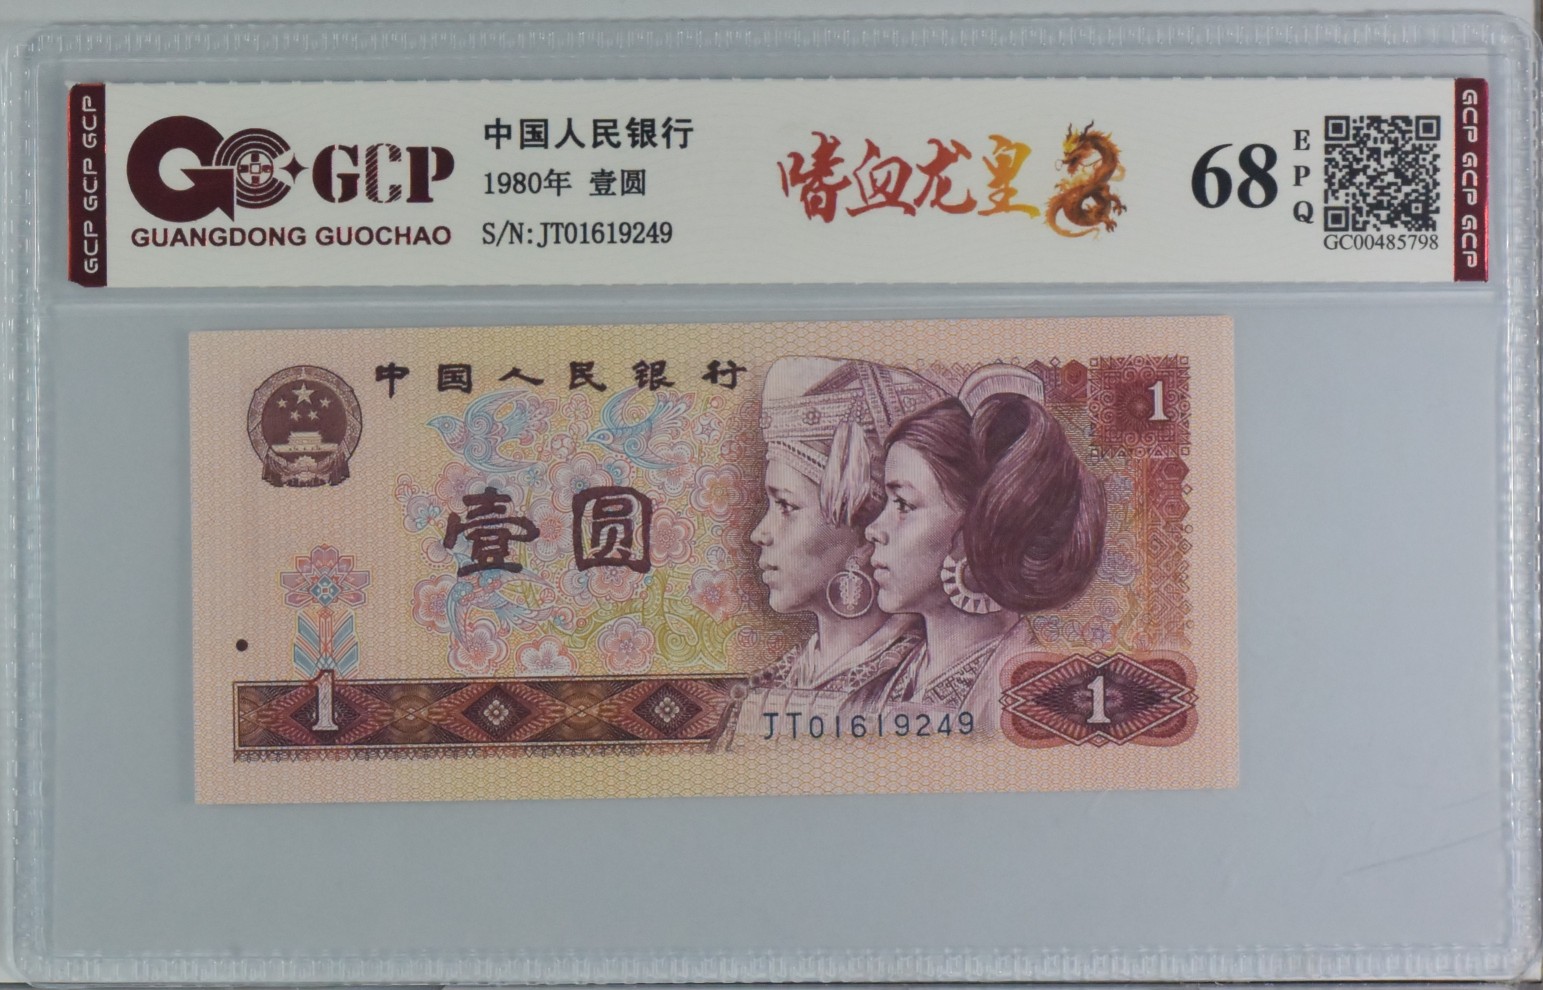 GCP GCP GCP
GCP
GUANGDONG GUOCHAO
中国人民银行
1980年 壹圆
S/N:JT01619249
嗜血龙皇
68
EPQ
GC00485798
GCP GCP GCP
中国人民银行
1
壹圆
1
JT01619249
1